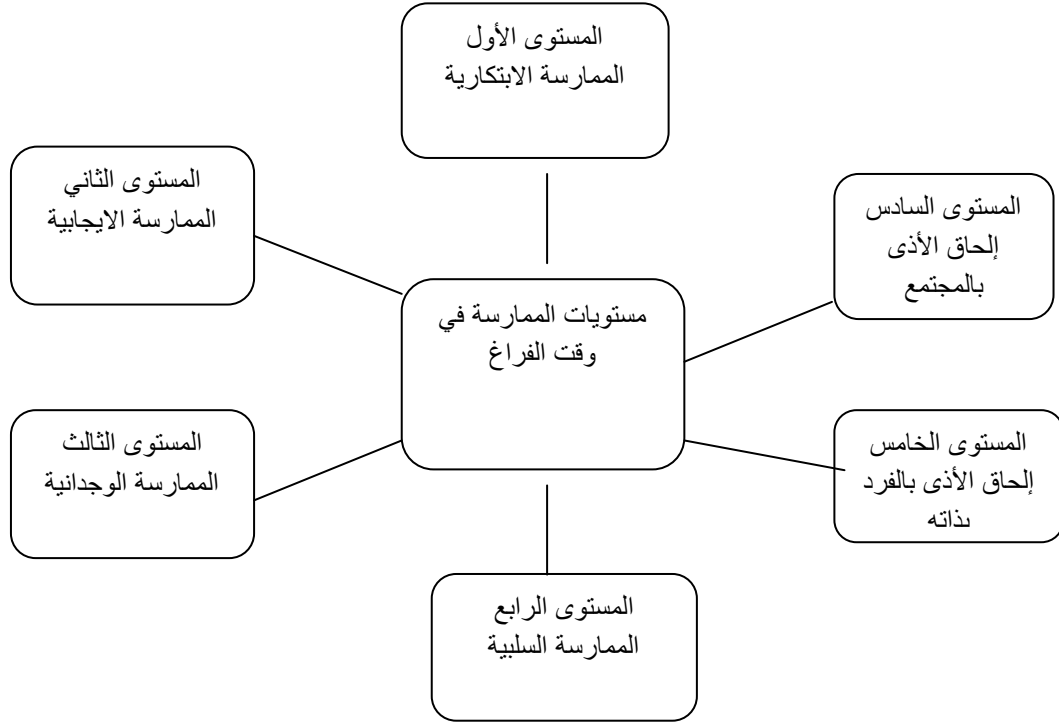 المستوى الأول
الممارسة الابتكارية
المستوى الثاني
الممارسة الايجابية
المستوى السادس
إلحاق الأذى
بالمجتمع
مستويات الممارسة في
وقت الفراغ
المستوى الثالث
الممارسة الوجدانية
المستوى الخامس
إلحاق الأذى بالفرد
بذاته
المستوى الرابع
الممارسة السلبية